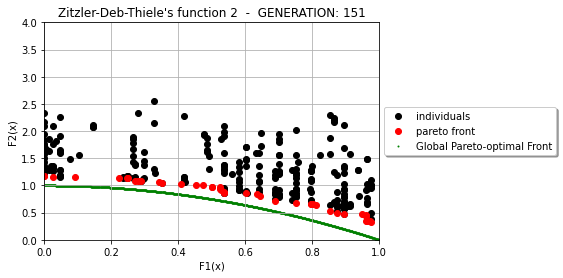 Zitzler-Deb-Thiele's function 2 - GENERATION: 151
4.0
3.5
3.0
2.5
2.0
1.5
1.0
0.5
0.0
F2(x)
0.0 0.2 0.4 0.6 0.8 1.0
F1(x)
individuals
pareto front
Global Pareto-optimal Front